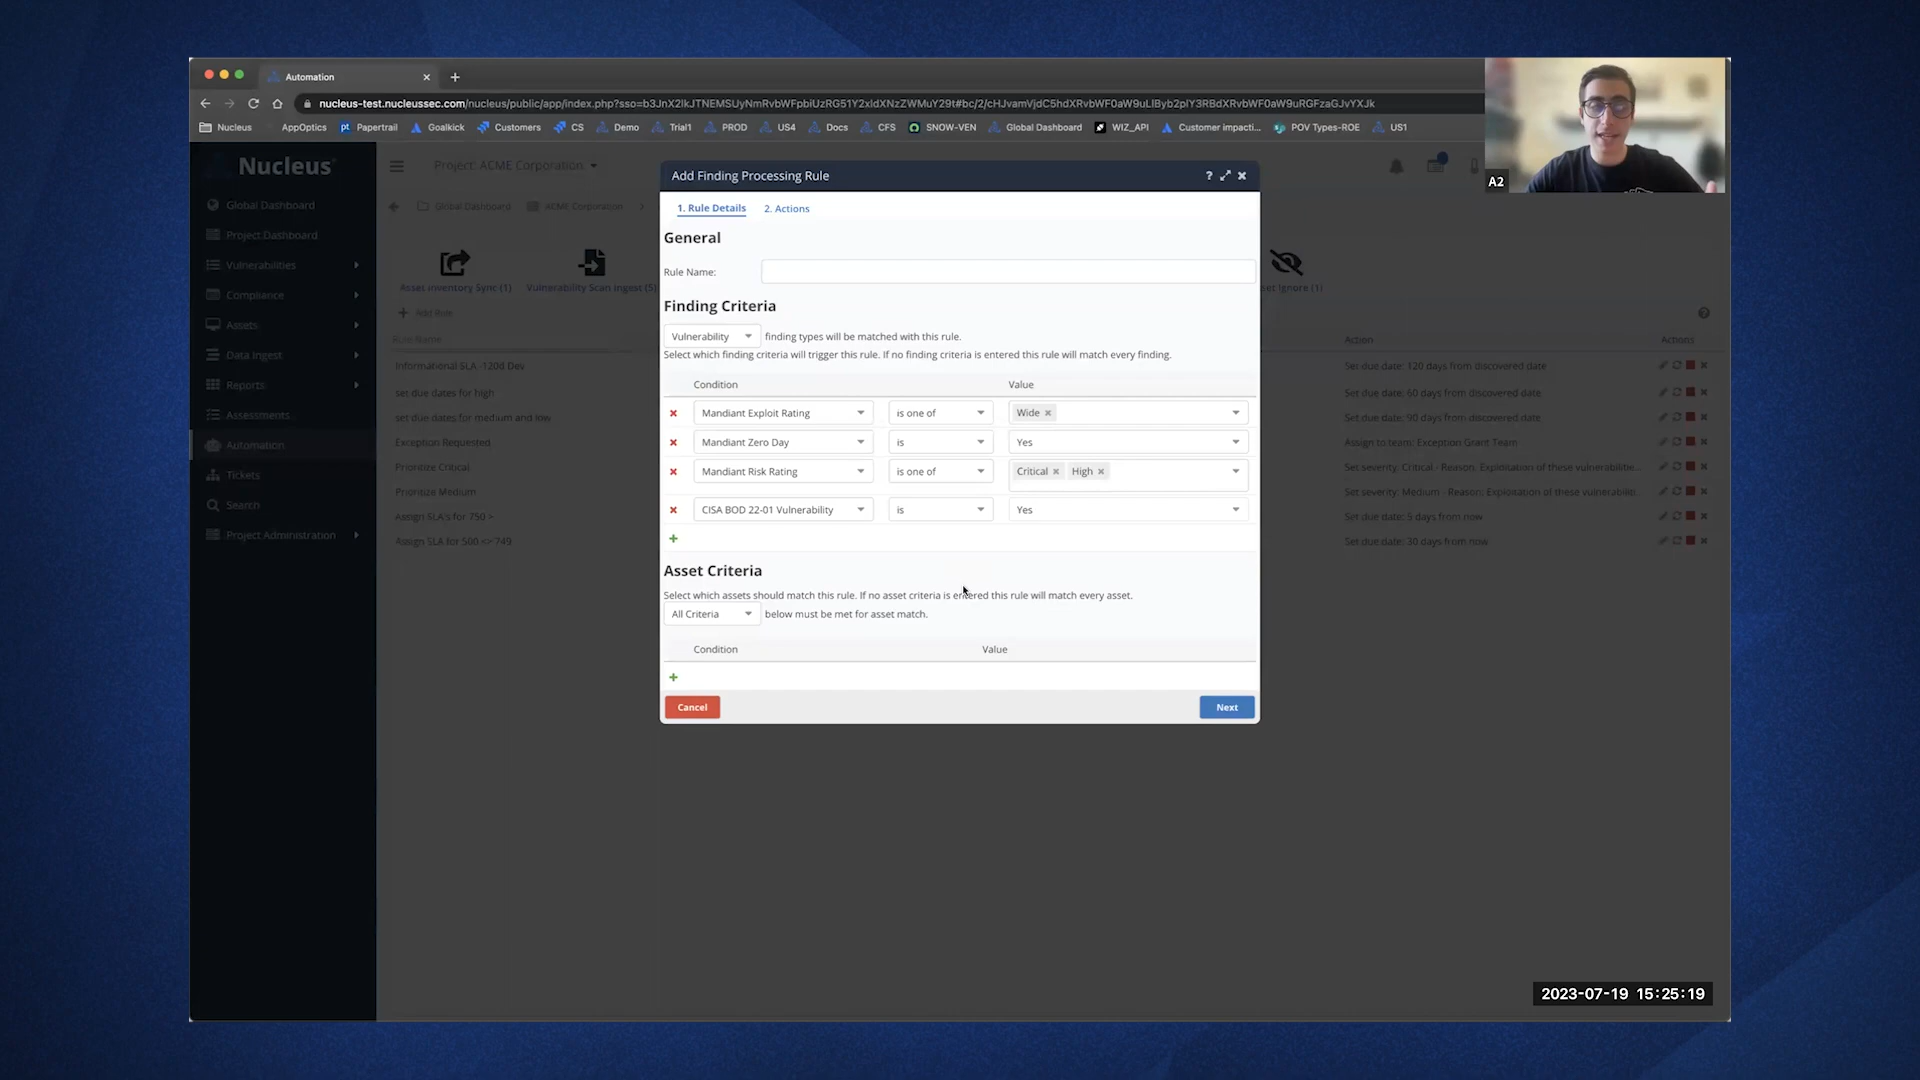 Automation
nucleus-test.nucleussec.com/nucleus/public/app/index.php?sso=b3JnX2lkJTNEMSUyNmRvbWFpbiUzRG51Y2xldXNzZWMuY29t#bc/2/cHJvamVjdC5hdXRvbWF0aW9uLlByb2plY3RBdXRvbWF0aW9uRGFzaGJvYXJk
Nucleus AppOptics pt Papertrail Goalkick Customers CS Demo Trial1 PROD US4 Docs CFS SNOW-VEN Global Dashboard WIZ_API Customer impacti... POV Types-ROE US1
A2
Nucleus
Project: ACME Corporation
Global Dashboard
Project Dashboard
Vulnerabilities
Compliance
Assets
Data Ingest
Reports
Assessments
Automation
Tickets
Search
Project Administration
Global Dashboard ACME Corporation
Asset Inventory Sync (1) Vulnerability Scan Ingest (5) set Ignore (1)
Add Rule
Rule Name Action Actions
Informational SLA -120d Dev Set due date: 120 days from discovered date
set due dates for high Set due date: 60 days from discovered date
set due dates for medium and low Set due date: 90 days from discovered date
Exception Requested Assign to team: Exception Grant Team
Prioritize Critical Set severity: Critical - Reason: Exploitation of these vulnerabilitie...
Prioritize Medium Set severity: Medium - Reason: Exploitation of these vulnerabiliti...
Assign SLA's for 750 > Set due date: 5 days from now
Assign SLA for 500 <> 749 Set due date: 30 days from now
Add Finding Processing Rule ?
1. Rule Details 2. Actions
General
Rule Name:
Finding Criteria
Vulnerability finding types will be matched with this rule.
Select which finding criteria will trigger this rule. If no finding criteria is entered this rule will match every finding.
Condition Value
Mandiant Exploit Rating is one of Wide
Mandiant Zero Day is Yes
Mandiant Risk Rating is one of Critical High
CISA BOD 22-01 Vulnerability is Yes
Asset Criteria
Select which assets should match this rule. If no asset criteria is entered this rule will match every asset.
All Criteria below must be met for asset match.
Condition Value
Cancel Next
2023-07-19 15:25:19